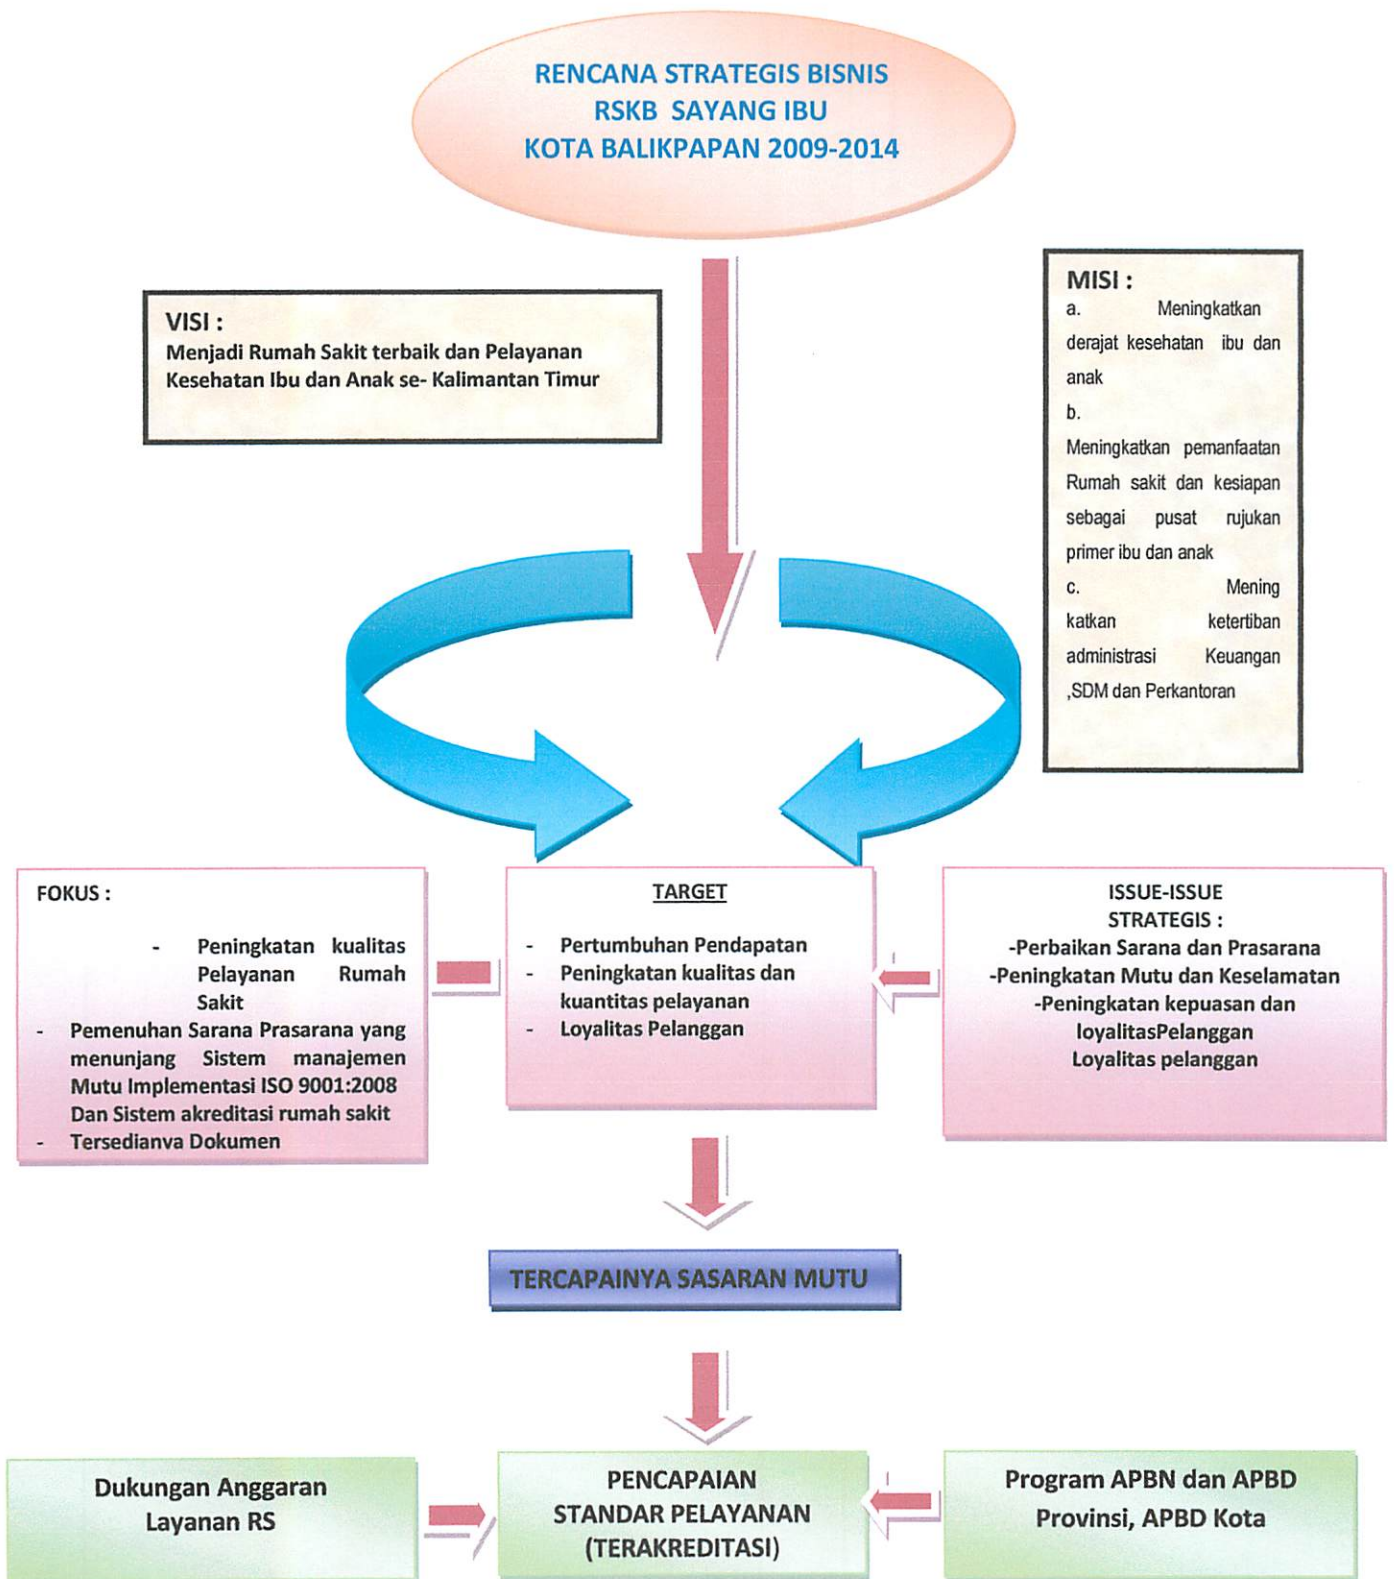 RENCANA STRATEGIS BISNIS
RSKB SAYANG IBU
KOTA BALIKPAPAN 2009-2014
VISI :
Menjadi Rumah Sakit terbaik dan Pelayanan
Kesehatan Ibu dan Anak se- Kalimantan Timur
MISI :
a. Meningkatkan
derajat kesehatan ibu dan
anak
b.
Meningkatkan pemanfaatan
Rumah sakit dan kesiapan
sebagai pusat rujukan
primer ibu dan anak
c. Mening
katkan ketertiban
administrasi Keuangan
,SDM dan Perkantoran
FOKUS :
- Peningkatan kualitas
Pelayanan Rumah
Sakit
- Pemenuhan Sarana Prasarana yang
menunjang Sistem manajemen
Mutu Implementasi ISO 9001:2008
Dan Sistem akreditasi rumah sakit
- Tersedianya Dokumen
TARGET
- Pertumbuhan Pendapatan
- Peningkatan kualitas dan
kuantitas pelayanan
- Loyalitas Pelanggan
ISSUE-ISSUE
STRATEGIS :
-Perbaikan Sarana dan Prasarana
-Peningkatan Mutu dan Keselamatan
-Peningkatan kepuasan dan
loyalitasPelanggan
Loyalitas pelanggan
TERCAPAINYA SASARAN MUTU
Dukungan Anggaran
Layanan RS
PENCAPAIAN
STANDAR PELAYANAN
(TERAKREDITASI)
Program APBN dan APBD
Provinsi, APBD Kota